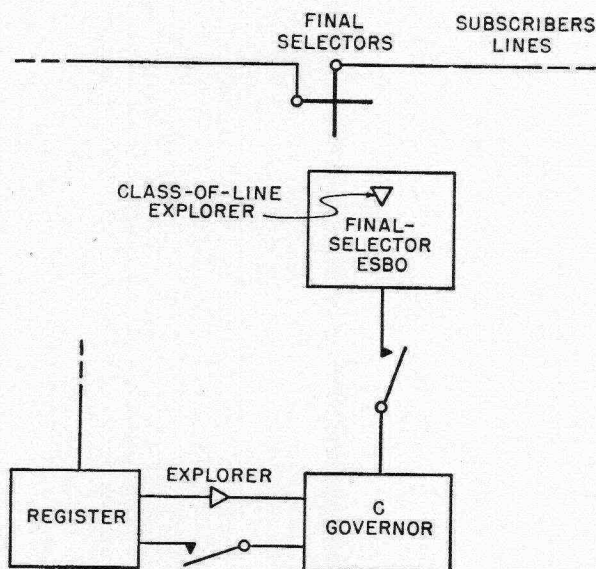 FINAL
SELECTORS
SUBSCRIBERS
LINES
CLASS-OF-LINE
EXPLORER
FINAL-
SELECTOR
ESBO
EXPLORER
REGISTER
C
GOVERNOR